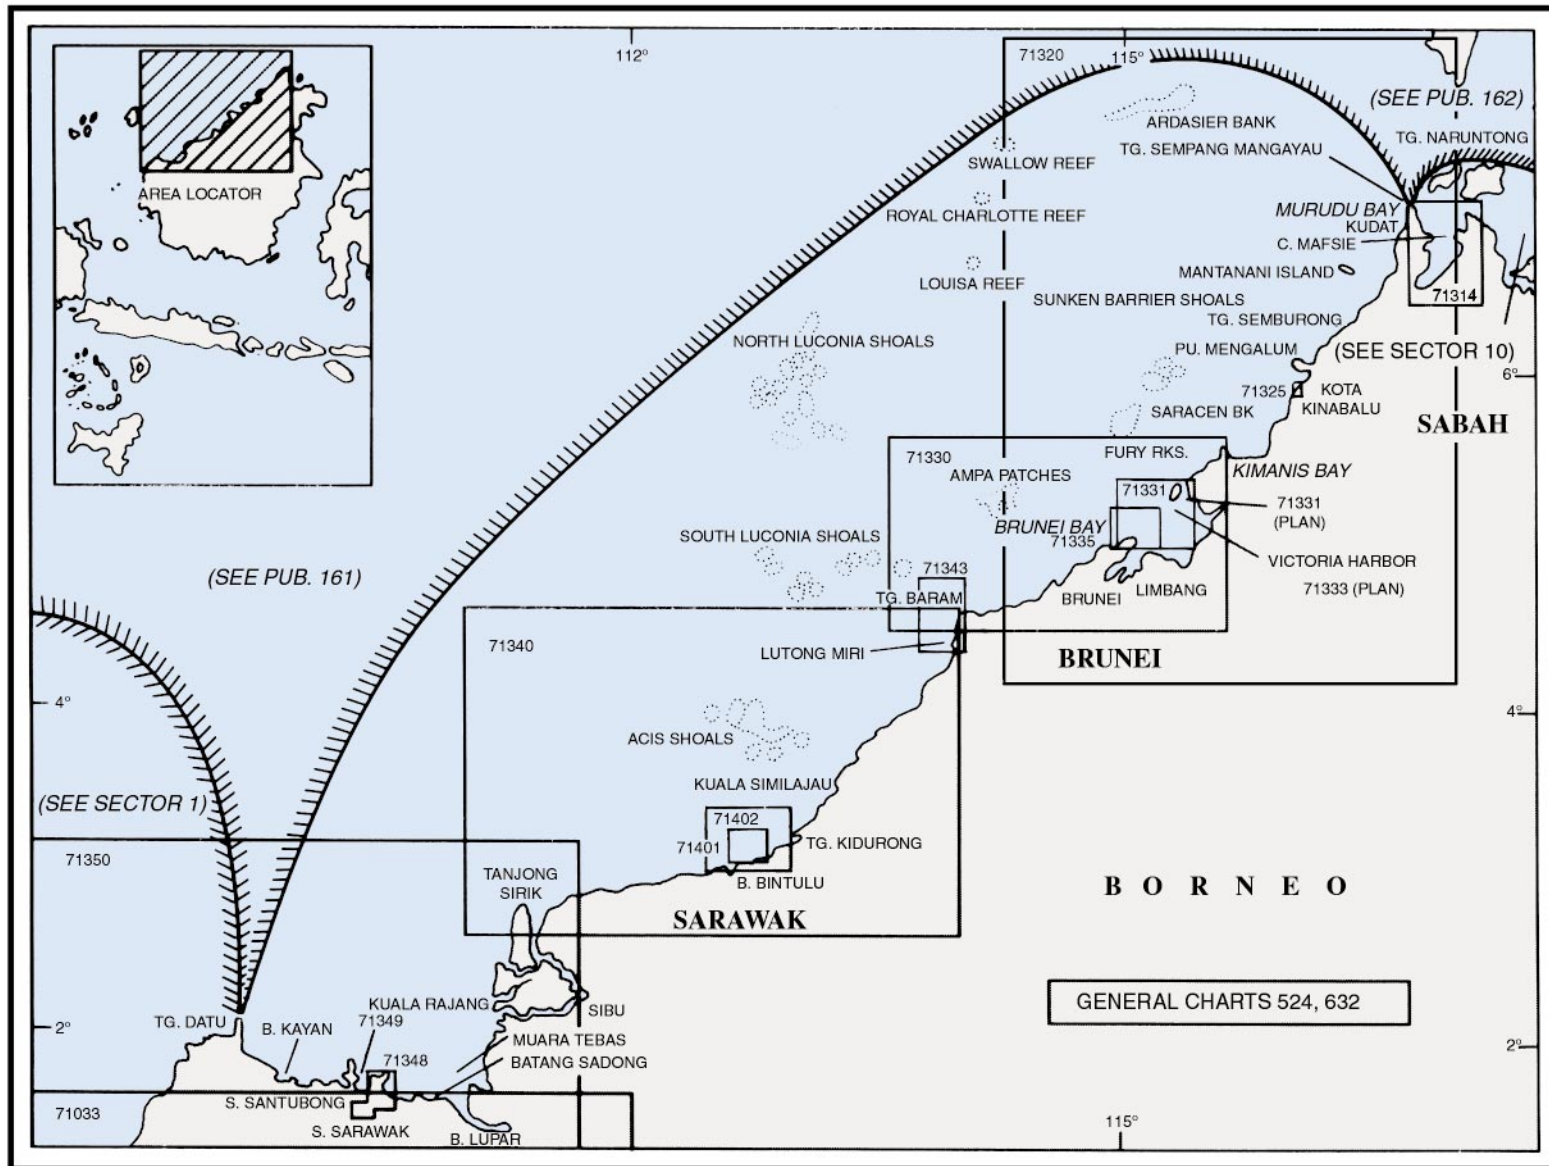 112°
71320
115°
(SEE PUB. 162)
ARDASIER BANK
TG. NARUNTONG
TG. SEMPANG MANGAYAU
SWALLOW REEF
AREA LOCATOR
ROYAL CHARLOTTE REEF
MURUDU BAY
KUDAT
C. MAFSIE
MANTANANI ISLAND
LOUISA REEF
71314
SUNKEN BARRIER SHOALS
TG. SEMBURONG
NORTH LUCONIA SHOALS
PU. MENGALUM
(SEE SECTOR 10)
6°
71325
KOTA
KINABALU
SARACEN BK
SABAH
FURY RKS.
71330
KIMANIS BAY
AMPA PATCHES
71331
71331
(PLAN)
BRUNEI BAY
71335
SOUTH LUCONIA SHOALS
VICTORIA HARBOR
71343
(SEE PUB. 161)
LIMBANG
71333 (PLAN)
BRUNEI
TG. BARAM
71340
LUTONG MIRI
BRUNEI
4°
4°
ACIS SHOALS
KUALA SIMILAJAU
(SEE SECTOR 1)
71402
71401
TG. KIDURONG
71350
TANJONG
SIRIK
B. BINTULU
BORNEO
SARAWAK
KUALA RAJANG
SIBU
GENERAL CHARTS 524, 632
TG. DATU
B. KAYAN
71349
2°
MUARA TEBAS
2°
71348
BATANG SADONG
S. SANTUBONG
71033
115°
S. SARAWAK
B. LUPAR